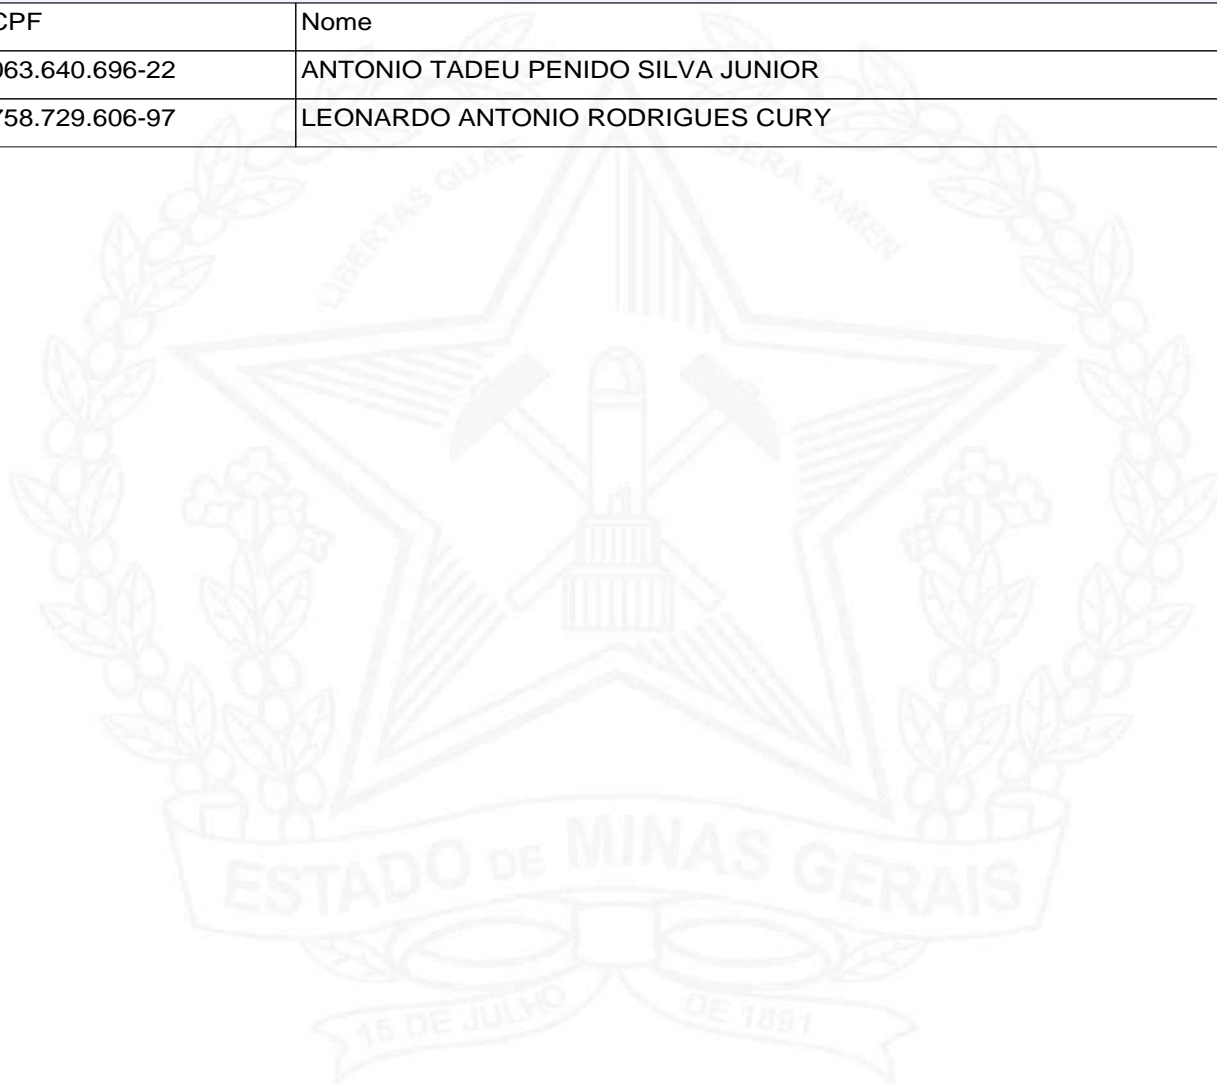 CPF Nome
063.640.696-22 ANTONIO TADEU PENIDO SILVA JUNIOR
758.729.606-97 LEONARDO ANTONIO RODRIGUES CURY
LIBERTAS QUAE SERA TAMEN
ESTADO DE MINAS GERAIS
15 DE JULHO DE 1891